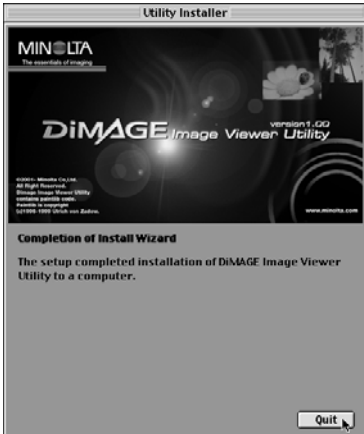 Utility Installer
MINOLTA
The essentials of imaging
DiMAGE Image Viewer Utility
version1.00
©2001- Minolta Co.,Ltd.
All Right Reserved.
Dimage Image Viewer Utility
contains paintlib code.
Paintlib is copyright
(c)1996-1999 Ulrich von Zadow.
www.minolta.com
Completion of Install Wizard
The setup completed installation of DiMAGE Image Viewer
Utility to a computer.
Quit